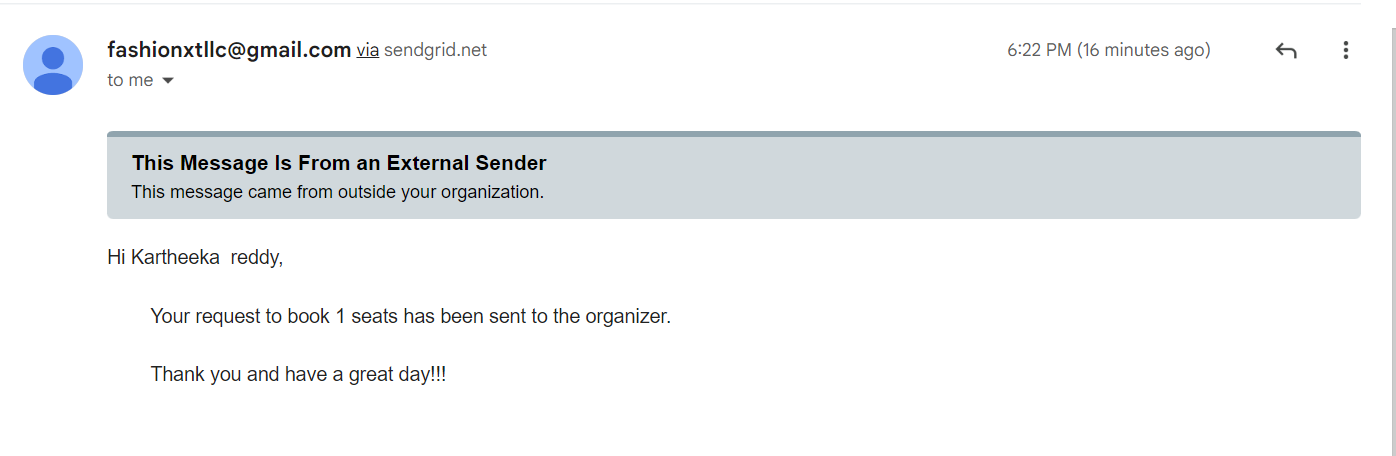 fashionxtllc@gmail.com via sendgrid.net 6:22 PM (16 minutes ago)
to me
This Message Is From an External Sender
This message came from outside your organization.
Hi Kartheeka  reddy,
Your request to book 1 seats has been sent to the organizer.
Thank you and have a great day!!!